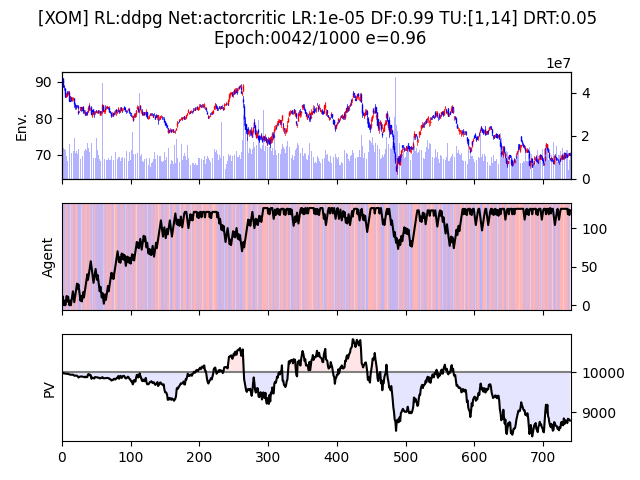 [XOM] RL:ddpg Net:actorcritic LR:1e-05 DF:0.99 TU:[1,14] DRT:0.05
Epoch:0042/1000 e=0.96
1e7
90
80
70
Env.
4
2
0
Agent
100
50
0
PV
10000
9000
0 100 200 300 400 500 600 700